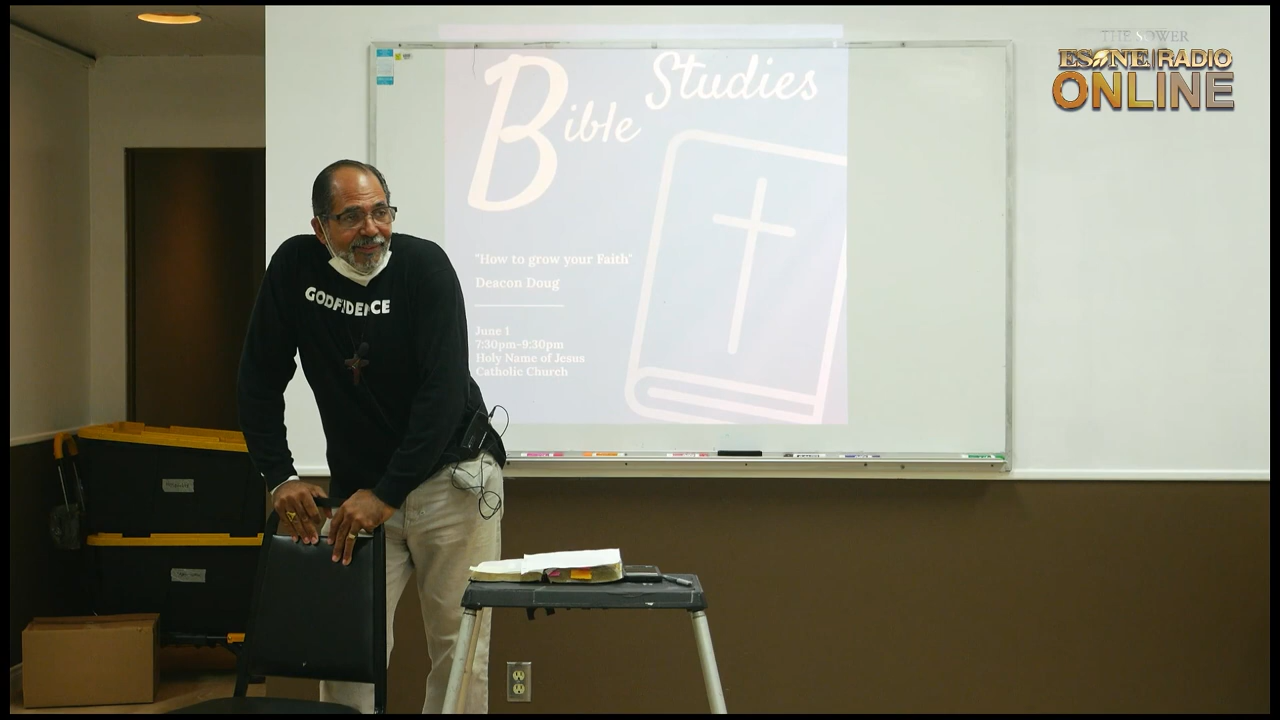 THE SOWER
ESNE|RADIO
ONLINE
Bible Studies
"How to grow your Faith"
Deacon Doug
June 1
7:30pm-9:30pm
Holy Name of Jesus
Catholic Church
GODFIDENCE